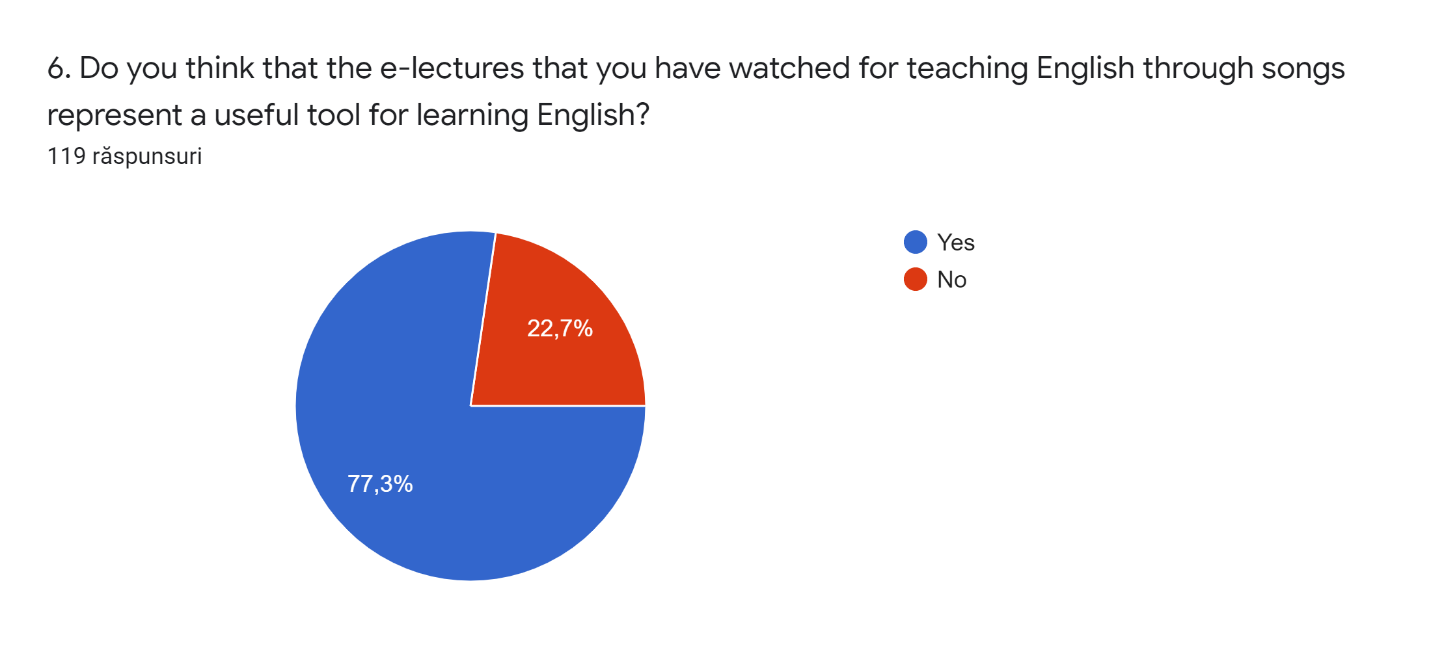 6. Do you think that the e-lectures that you have watched for teaching English through songs
represent a useful tool for learning English?
119 răspunsuri
Yes
No
22,7%
77,3%